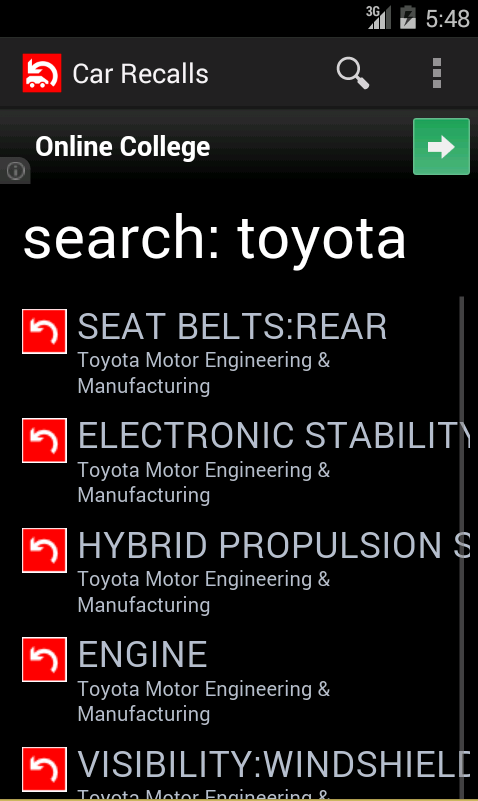 3G 5:48
Car Recalls
Online College
search: toyota
SEAT BELTS:REAR
Toyota Motor Engineering &
Manufacturing
ELECTRONIC STABILITY
Toyota Motor Engineering &
Manufacturing
HYBRID PROPULSION S
Toyota Motor Engineering &
Manufacturing
ENGINE
Toyota Motor Engineering &
Manufacturing
VISIBILITY:WINDSHIELD
Toyota Motor Engineering &